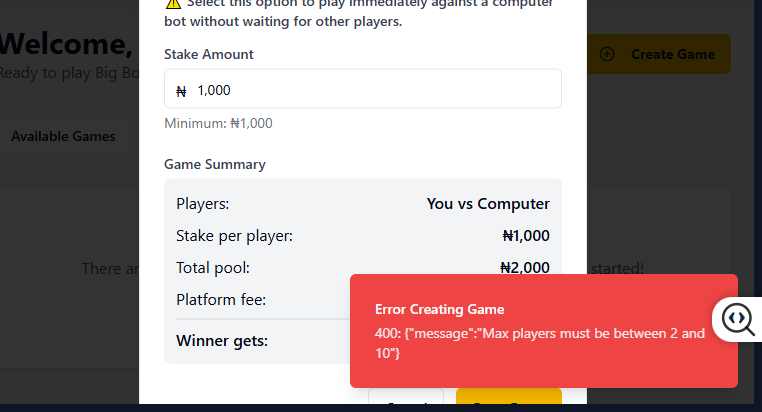 ⚠ Select this option to play immediately against a computer
bot without waiting for other players.
Welcome,
Ready to play Big Bo
Create Game
Stake Amount
₦ 1,000
Minimum: ₦1,000
Available Games
Game Summary
Players: You vs Computer
Stake per player: ₦1,000
Total pool: ₦2,000
There ar
started!
Platform fee:
Winner gets:
Error Creating Game
400: {"message":"Max players must be between 2 and
10"}